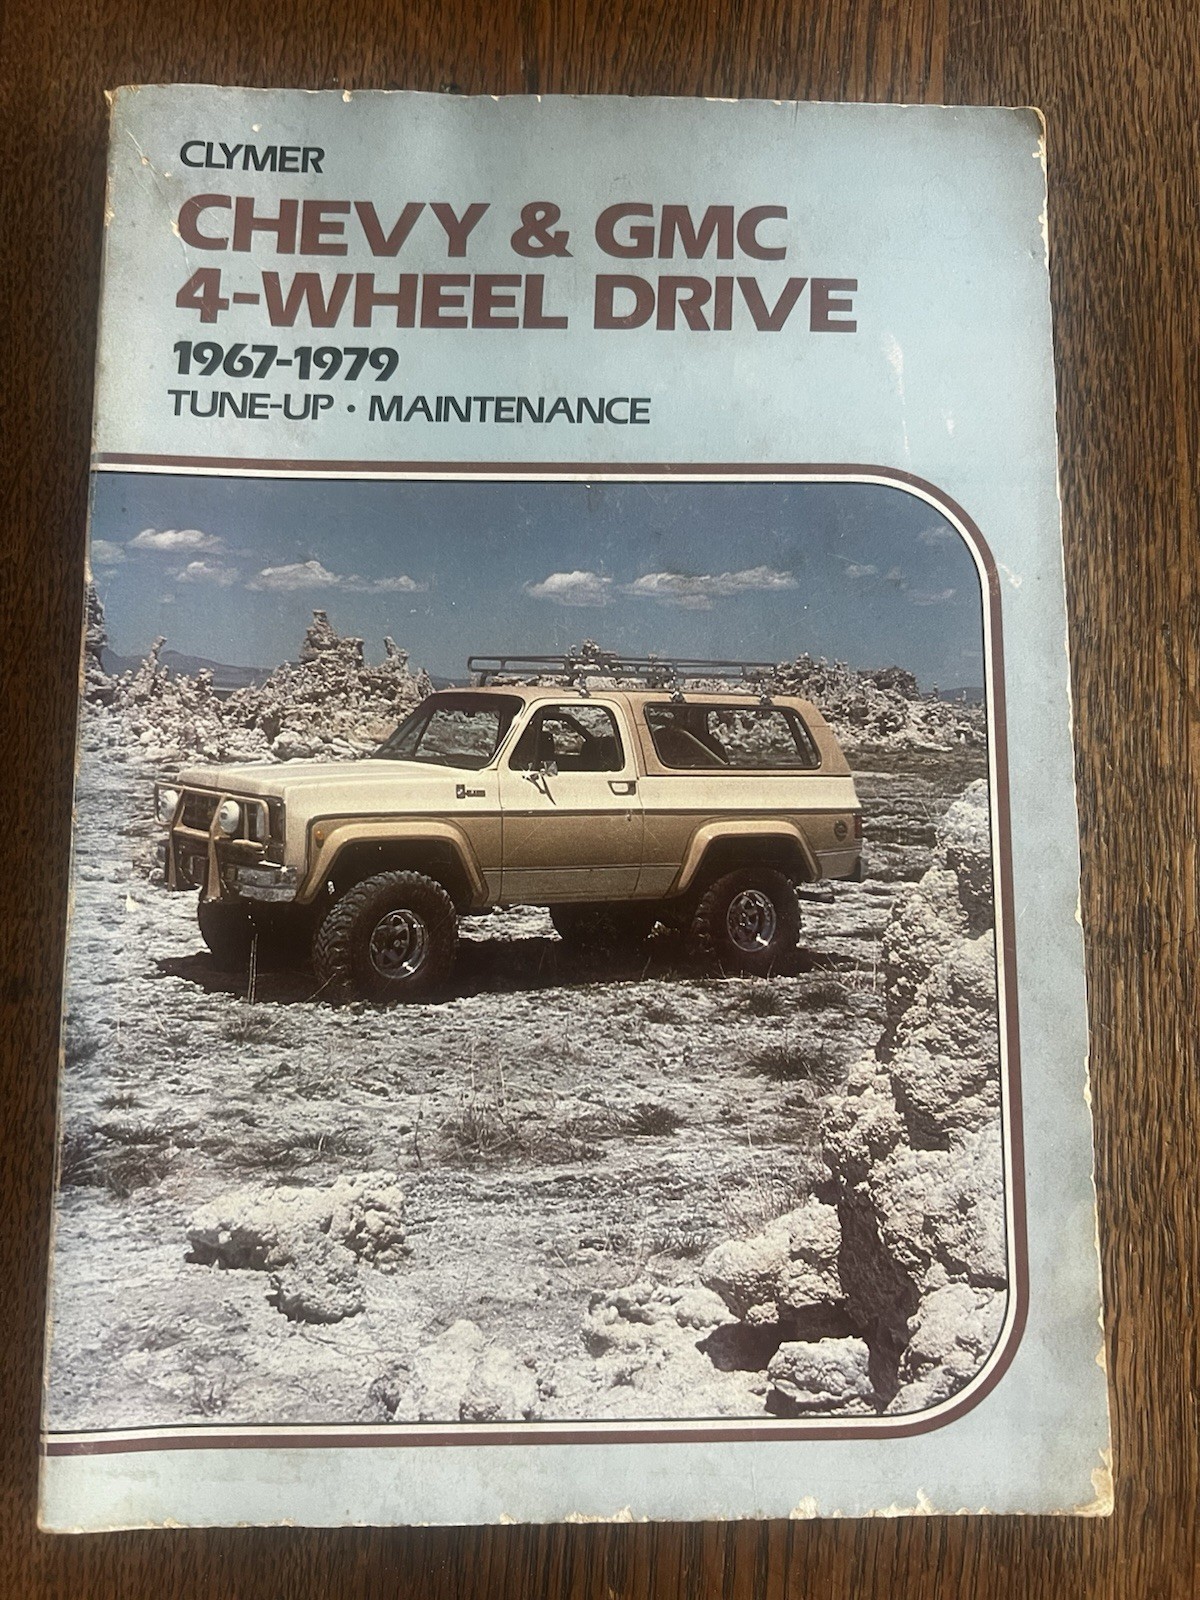 CLYMER
CHEVY & GMC
4-WHEEL DRIVE
1967-1979
TUNE-UP • MAINTENANCE